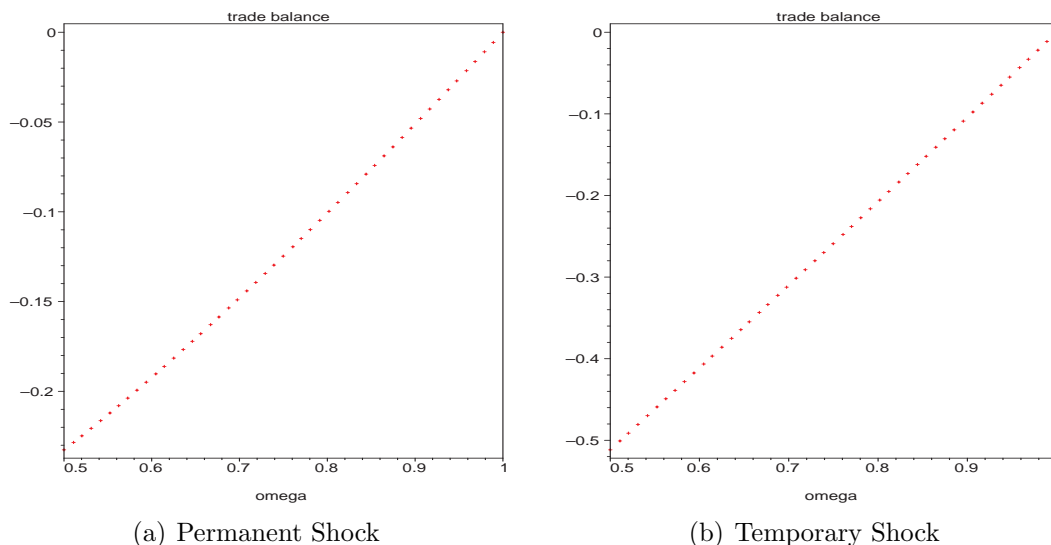 trade balance
0
−0.05
−0.1
−0.15
−0.2
0.5 0.6 0.7 0.8 0.9 1
omega
(a) Permanent Shock
trade balance
0
−0.1
−0.2
−0.3
−0.4
−0.5
0.5 0.6 0.7 0.8 0.9
omega
(b) Temporary Shock